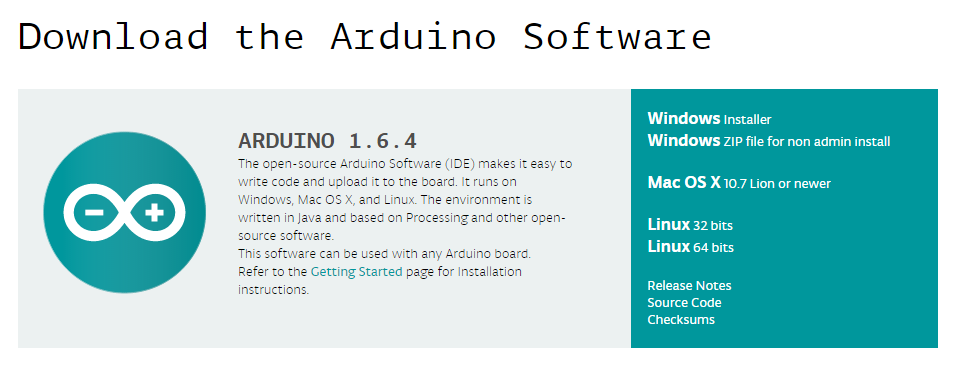 Download the Arduino Software
ARDUINO 1.6.4
The open-source Arduino Software (IDE) makes it easy to
write code and upload it to the board. It runs on
Windows, Mac OS X, and Linux. The environment is
written in Java and based on Processing and other open-
source software.
This software can be used with any Arduino board.
Refer to the Getting Started page for Installation
instructions.
Windows Installer
Windows ZIP file for non admin install
Mac OS X 10.7 Lion or newer
Linux 32 bits
Linux 64 bits
Release Notes
Source Code
Checksums